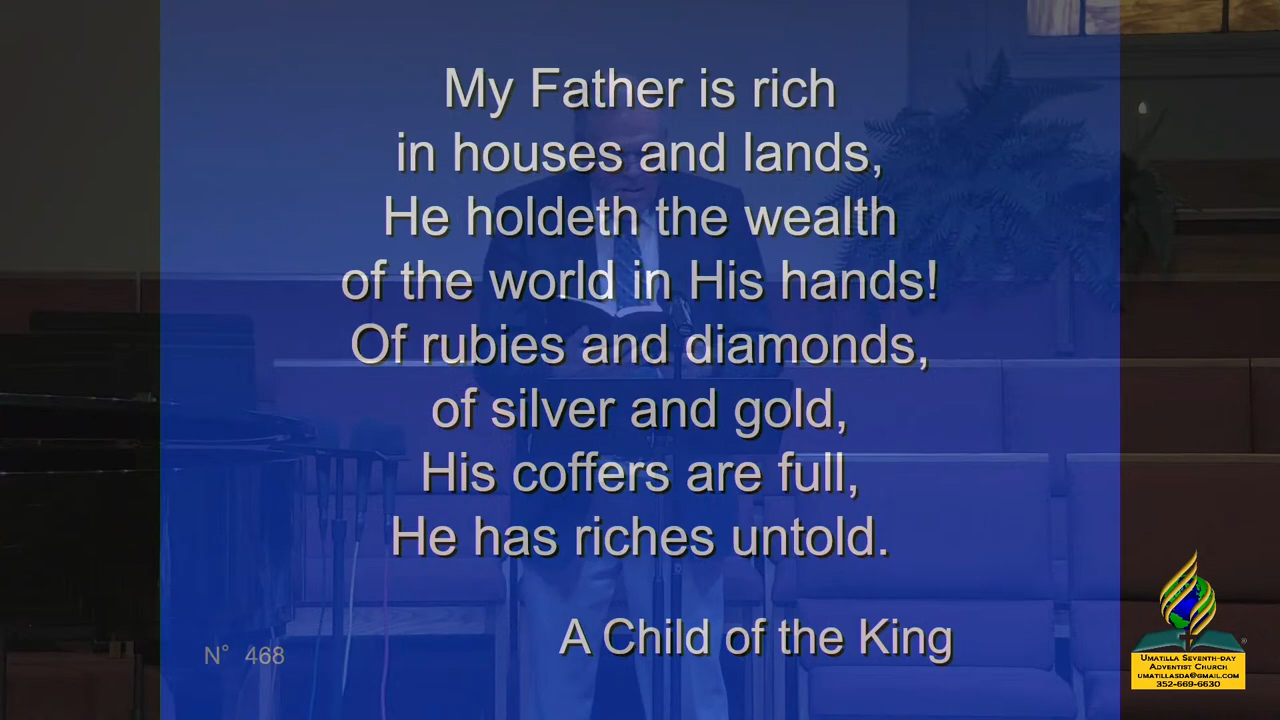 My Father is rich
in houses and lands,
He holdeth the wealth
of the world in His hands!
Of rubies and diamonds,
of silver and gold,
His coffers are full,
He has riches untold.
A Child of the King
N° 468
UMATILLA SEVENTH-DAY
ADVENTIST CHURCH
UMATILLASDA@GMAIL.COM
352-669-6630